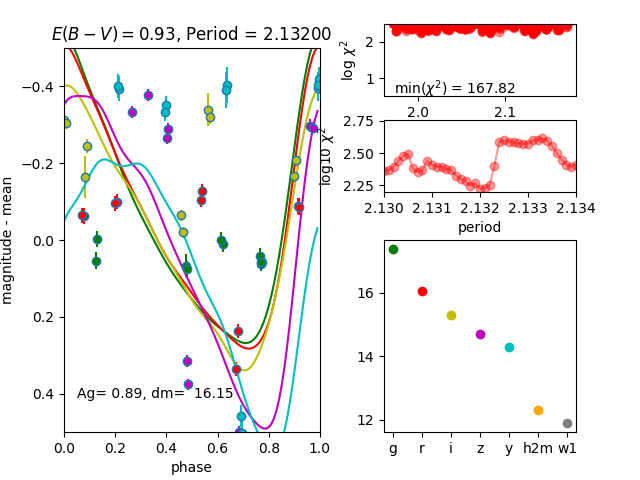 E(B − V) = 0.93, Period = 2.13200
−0.4
−0.2
0.0
0.2
0.4
magnitude - mean
Ag= 0.89, dm= 16.15
0.0 0.2 0.4 0.6 0.8 1.0
phase
log χ²
2
1
min(χ²) = 167.82
2.0 2.1
log10 χ²
2.75
2.50
2.25
2.130 2.131 2.132 2.133 2.134
period
16
14
12
g r i z y h2m w1